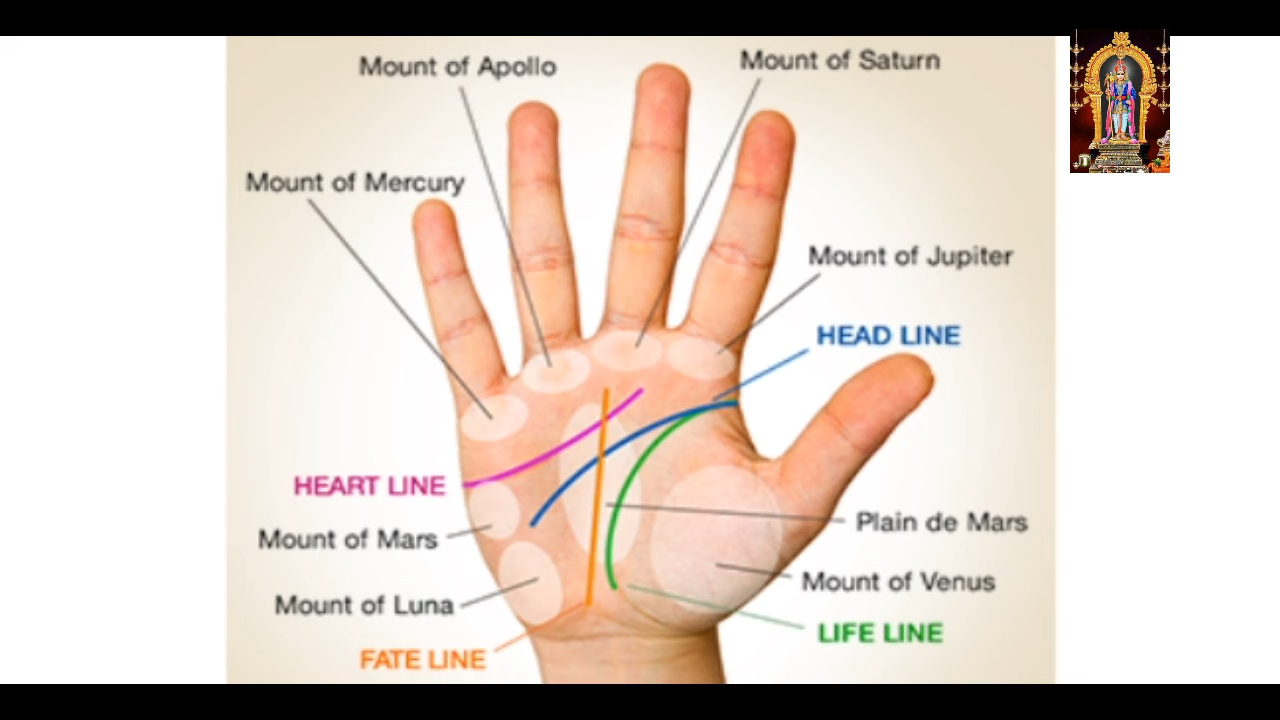 Mount of Apollo
Mount of Saturn
Mount of Mercury
Mount of Jupiter
HEAD LINE
HEART LINE
Plain de Mars
Mount of Mars
Mount of Venus
Mount of Luna
LIFE LINE
FATE LINE